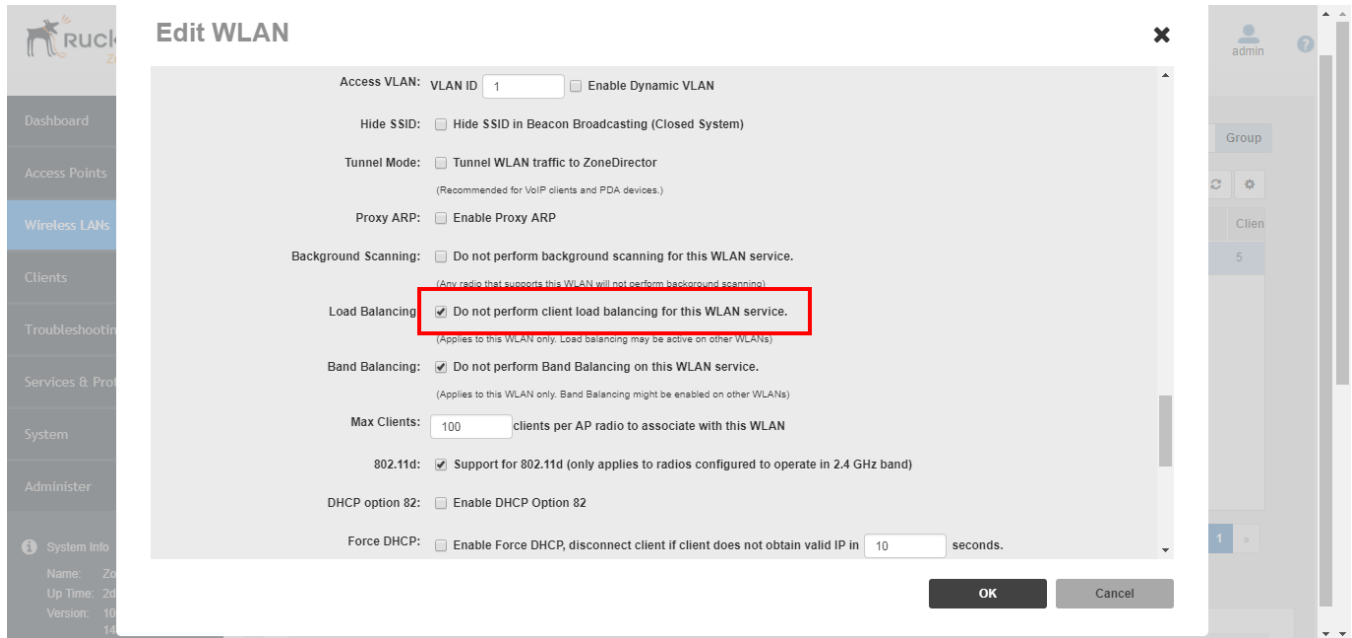 RUCK
Edit WLAN
admin
Access VLAN: VLAN ID 1 Enable Dynamic VLAN
Hide SSID: Hide SSID in Beacon Broadcasting (Closed System)
Tunnel Mode: Tunnel WLAN traffic to ZoneDirector
(Recommended for VoIP clients and PDA devices.)
Proxy ARP: Enable Proxy ARP
Background Scanning: Do not perform background scanning for this WLAN service.
(Any radio that supports this WLAN will not perform background scanning)
Load Balancing Do not perform client load balancing for this WLAN service.
(Applies to this WLAN only. Load balancing may be active on other WLANs)
Band Balancing: Do not perform Band Balancing on this WLAN service.
(Applies to this WLAN only. Band Balancing might be enabled on other WLANs)
Max Clients: 100 clients per AP radio to associate with this WLAN
802.11d: Support for 802.11d (only applies to radios configured to operate in 2.4 GHz band)
DHCP option 82: Enable DHCP Option 82
Force DHCP: Enable Force DHCP, disconnect client if client does not obtain valid IP in 10 seconds.
OK Cancel
Dashboard
Access Points
Wireless LANs
Clients
Troubleshootin
Services & Prot
System
Administer
System Info
Name: Zo
Up Time: 2d
Version: 10
14
Group
Clien
5
1 »